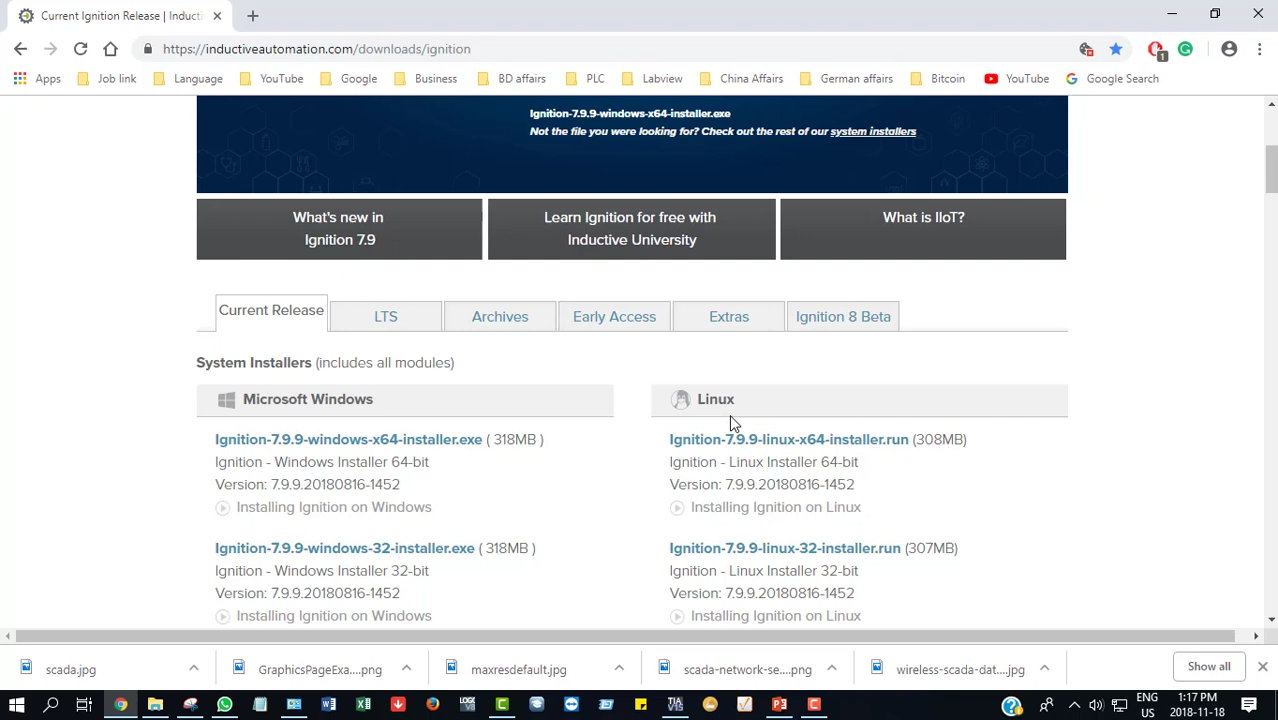 Current Ignition Release | Inducti
https://inductiveautomation.com/downloads/ignition
1
Apps
Job link
Language
YouTube
Google
Business
BD affairs
PLC
Labview
China Affairs
German affairs
Bitcoin
YouTube
Google Search
Ignition-7.9.9-windows-x64-installer.exe
Not the file you were looking for? Check out the rest of our system installers
What's new in
Ignition 7.9
Learn Ignition for free with
Inductive University
What is IIoT?
Current Release
LTS
Archives
Early Access
Extras
Ignition 8 Beta
System Installers (includes all modules)
Microsoft Windows
Ignition-7.9.9-windows-x64-installer.exe ( 318MB )
Ignition - Windows Installer 64-bit
Version: 7.9.9.20180816-1452
Installing Ignition on Windows
Ignition-7.9.9-windows-32-installer.exe ( 318MB )
Ignition - Windows Installer 32-bit
Version: 7.9.9.20180816-1452
Installing Ignition on Windows
Linux
Ignition-7.9.9-linux-x64-installer.run (308MB)
Ignition - Linux Installer 64-bit
Version: 7.9.9.20180816-1452
Installing Ignition on Linux
Ignition-7.9.9-linux-32-installer.run (307MB)
Ignition - Linux Installer 32-bit
Version: 7.9.9.20180816-1452
Installing Ignition on Linux
scada.jpg
GraphicsPageExa....png
maxresdefault.jpg
scada-network-se....png
wireless-scada-dat....jpg
Show all
ENG
US
1:17 PM
2018-11-18